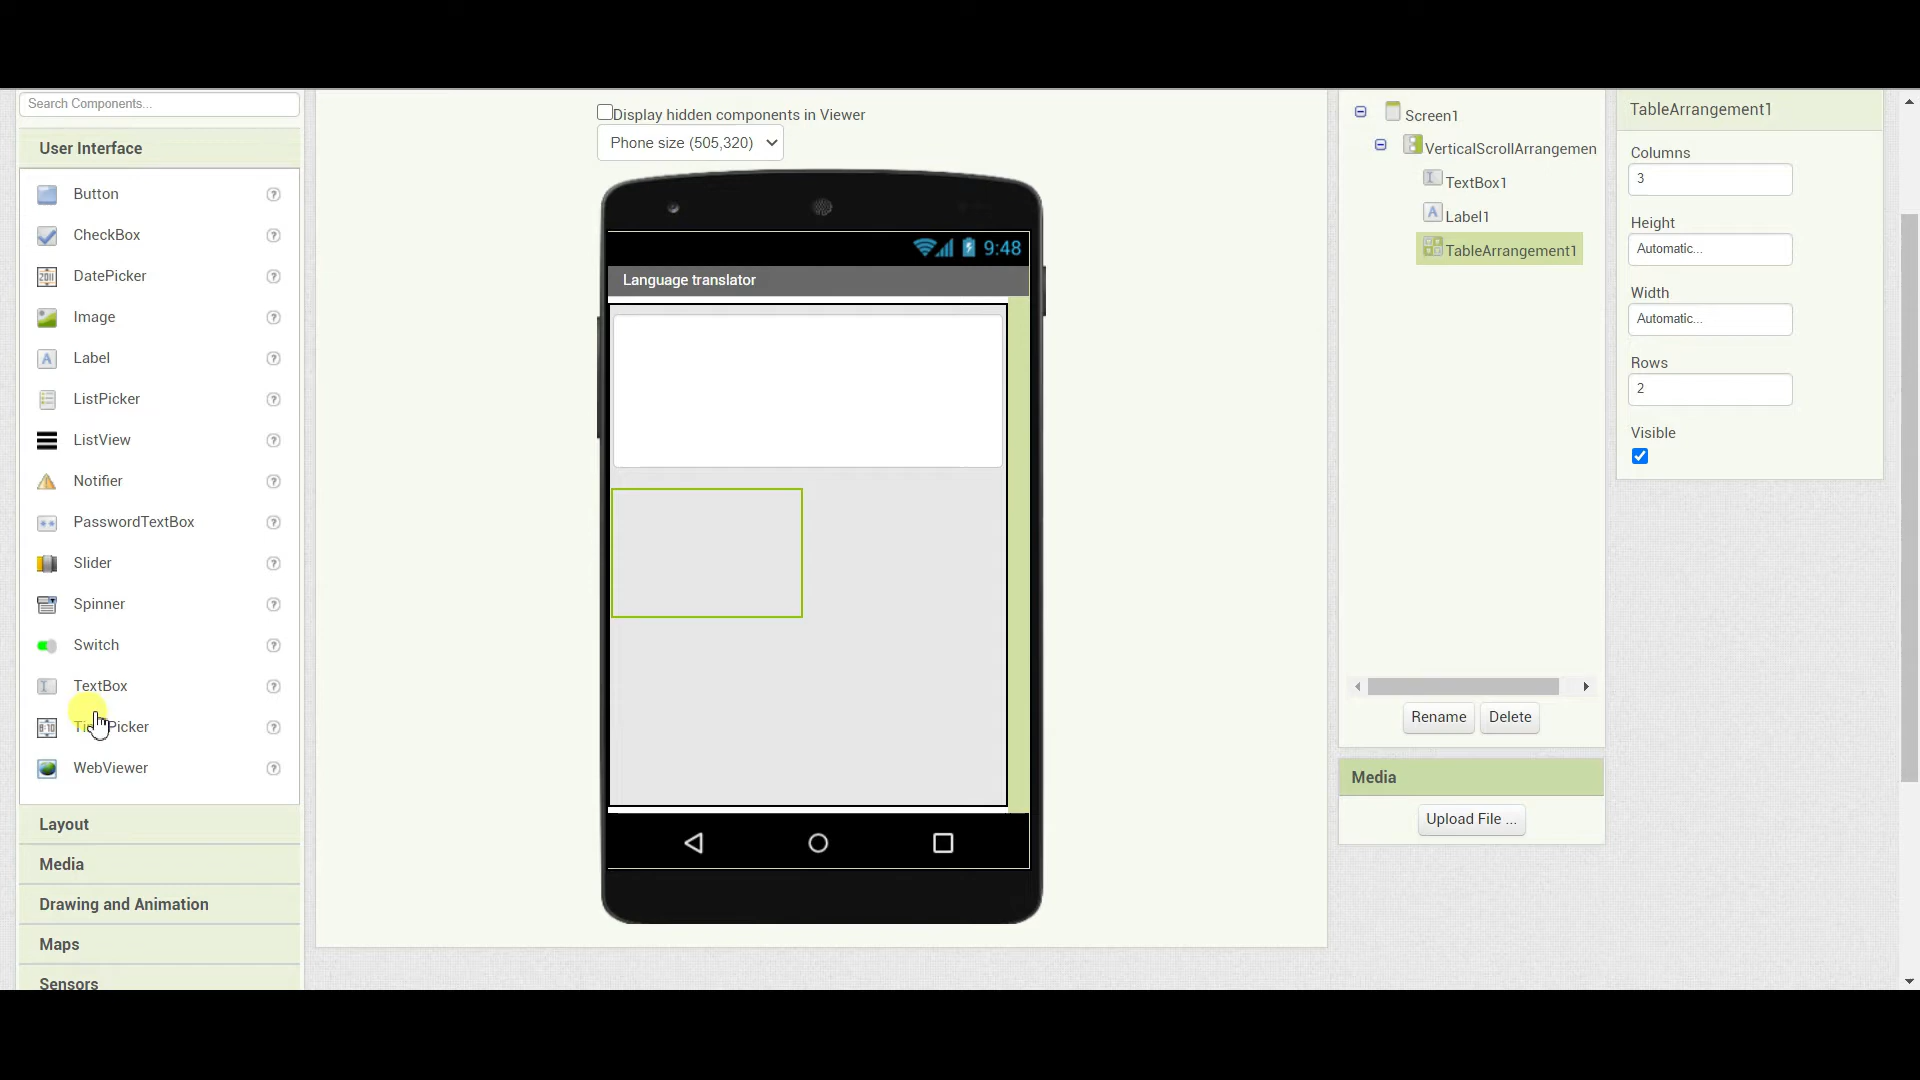 Search Components...
User Interface
Button
CheckBox
DatePicker
Image
Label
ListPicker
ListView
Notifier
PasswordTextBox
Slider
Spinner
Switch
TextBox
WebViewer
Layout
Media
Drawing and Animation
Maps
Sensors
Display hidden components in Viewer
Phone size (505,320)
9:48
Language translator
Screen1
VerticalScrollArrangemen
TextBox1
Label1
TableArrangement1
Rename
Delete
Media
Upload File ...
TableArrangement1
Columns
3
Height
Automatic...
Width
Automatic...
Rows
2
Visible